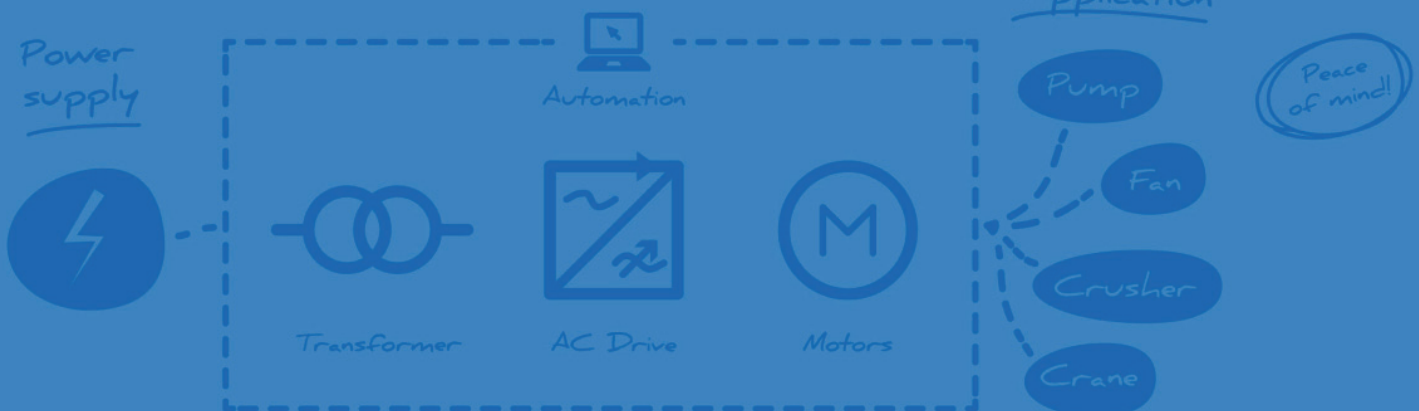 Power
supply
Automation
Transformer
AC Drive
M
Motors
Pump
Fan
Crusher
Crane
Peace
of mind!